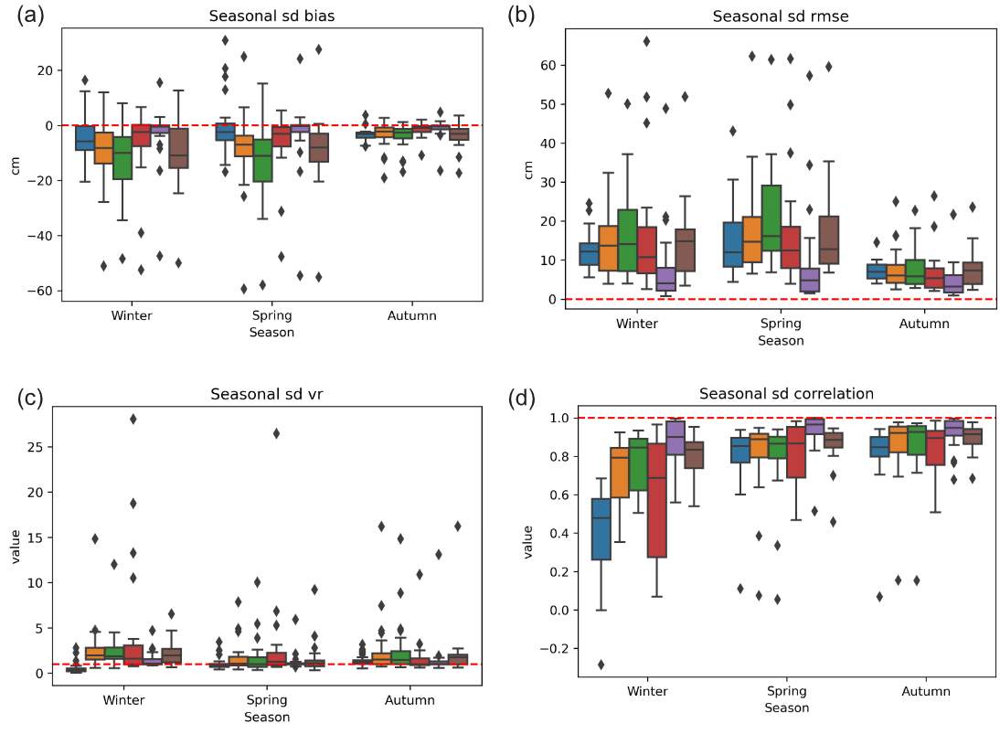 (a)
Seasonal sd bias
20
0
−20
−40
−60
cm
Winter
Spring
Autumn
Season
(b)
Seasonal sd rmse
60
50
40
30
20
10
0
cm
Winter
Spring
Autumn
Season
(c)
Seasonal sd vr
25
20
15
10
5
0
value
Winter
Spring
Autumn
Season
(d)
Seasonal sd correlation
1.0
0.8
0.6
0.4
0.2
0.0
−0.2
value
Winter
Spring
Autumn
Season